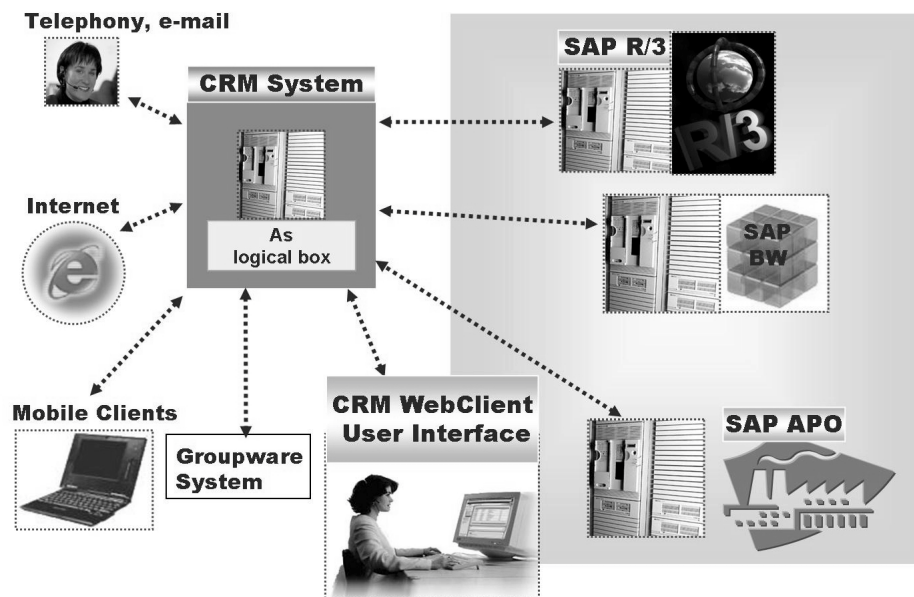 Telephony, e-mail
CRM System
As
logical box
Internet
e
Mobile Clients
Groupware
System
CRM WebClient
User Interface
SAP R/3
R/3
SAP
BW
SAP APO